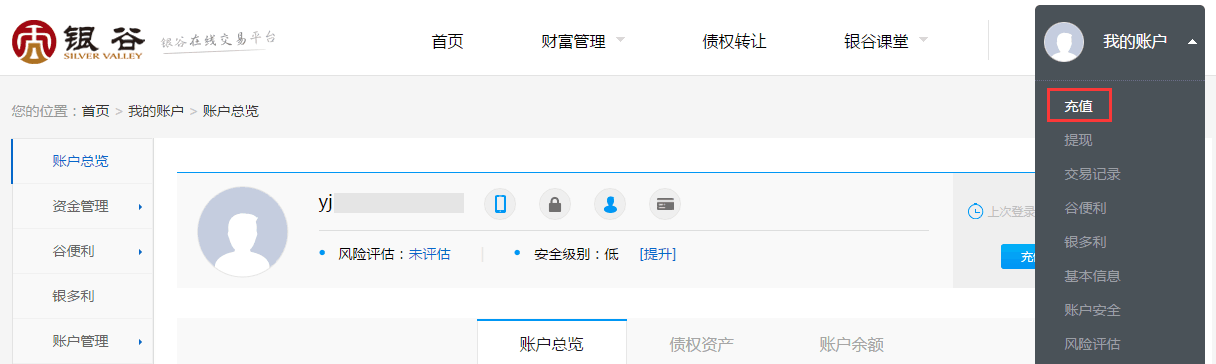 银谷 SILVER VALLEY 银谷在线交易平台 首页 财富管理 债权转让 银谷课堂 我的账户
您的位置：首页 > 我的账户 > 账户总览
充值
提现
交易记录
谷便利
银多利
基本信息
账户安全
风险评估
账户总览
资金管理
谷便利
银多利
账户管理
yj
上次登录
风险评估：未评估 安全级别：低 [提升]
账户总览 债权资产 账户余额